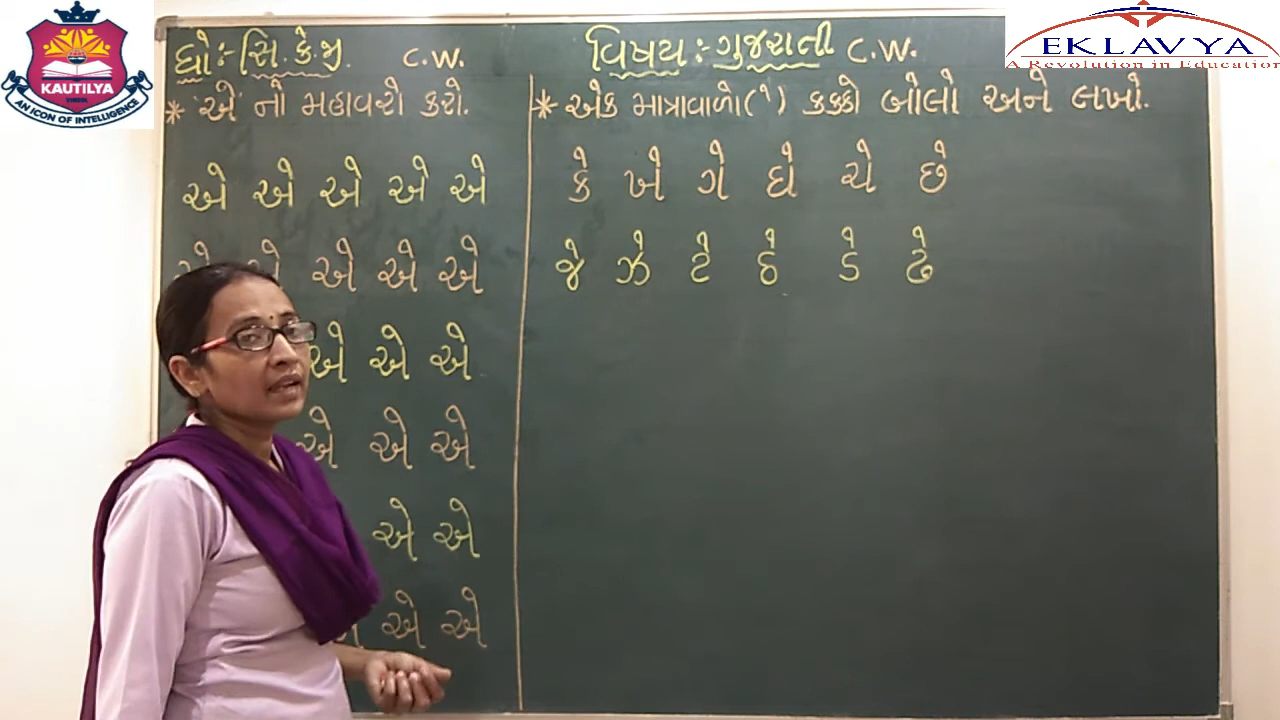 KAUTILYA
AN ICON OF INTELLIGENCE
EKLAVYA
A Revolution in Education
ધોઃ- સિ.કે.જી. C.W.
* 'એ' નો મહાવરો કરો.
એ એ એ એ એ
એ એ એ એ એ
એ એ એ
એ એ એ
એ એ
એ એ
વિષયઃ- ગુજરાતી C.W.
* એક માત્રાવાળો (ે) કક્કો બોલો અને લખો.
કે ખે ગે ઘે ચે છે
જે ઝે ટે ઠે ડે ઢે